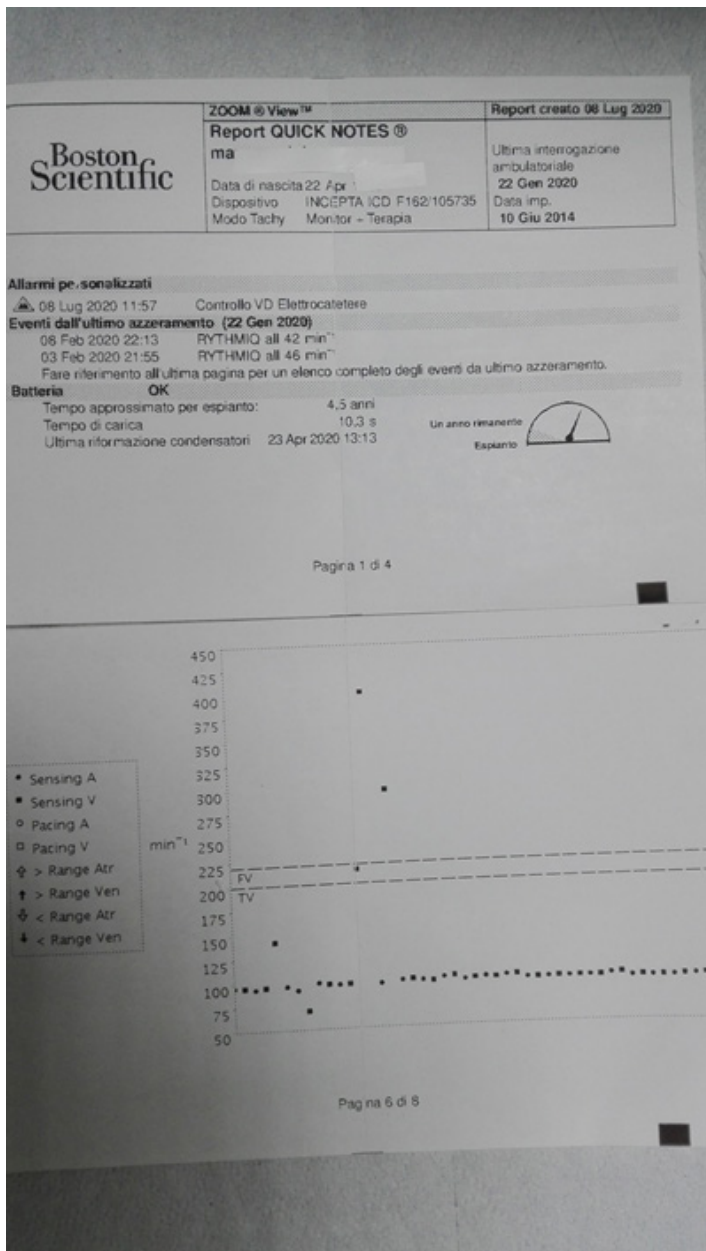 Boston
Scientific
ZOOM ® View™
Report QUICK NOTES ®
ma
Data di nascita 22 Apr
Dispositivo INCEPTA ICD F162/105735
Modo Tachy Monitor – Terapia
Report creato 08 Lug 2020
Ultima interrogazione
ambulatoriale
22 Gen 2020
Data imp.
10 Giu 2014
Allarmi personalizzati
08 Lug 2020 11:57 Controllo VD Elettrocatetere
Eventi dall'ultimo azzeramento (22 Gen 2020)
06 Feb 2020 22:13 RYTHMIQ all 42 min⁻¹
03 Feb 2020 21:55 RYTHMIQ all 46 min⁻¹
Fare riferimento all'ultima pagina per un elenco completo degli eventi da ultimo azzeramento.
Batteria OK
Tempo approssimato per espianto: 4,5 anni
Tempo di carica 10,3 s
Ultima riformazione condensatori 23 Apr 2020 13:13
Un anno rimanente
Espianto
Pagina 1 di 4
Sensing A
Sensing V
Pacing A
Pacing V
> Range Atr
> Range Ven
< Range Atr
< Range Ven
min⁻¹
450
425
400
375
350
325
300
275
250
225 FV
200 TV
175
150
125
100
75
50
Pagina 6 di 8